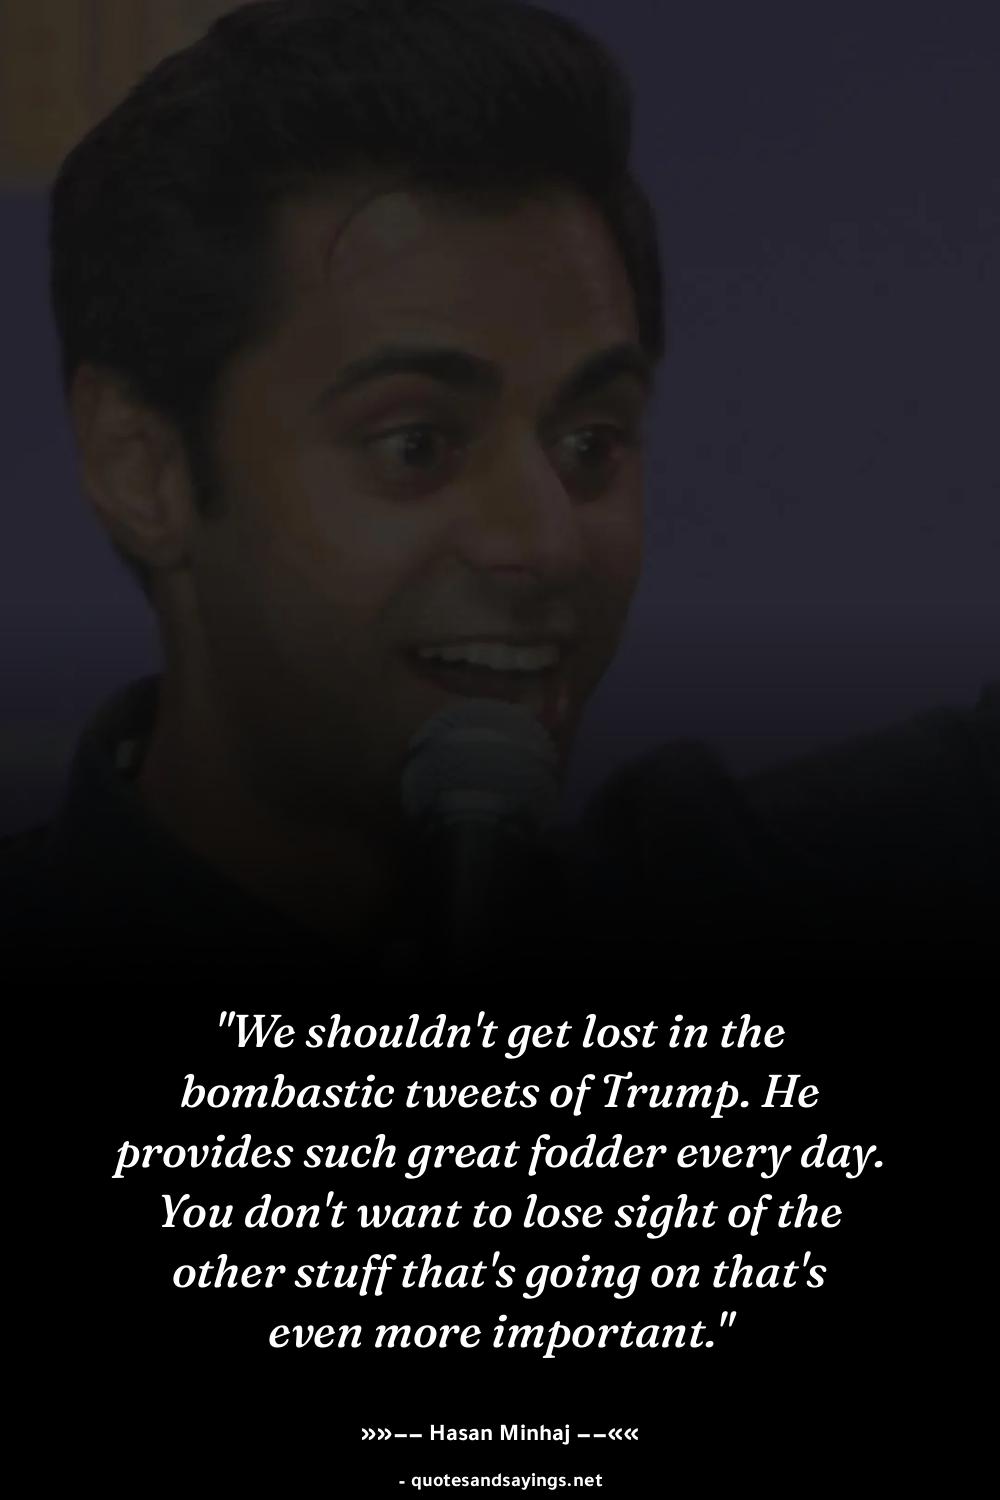 "We shouldn't get lost in the
bombastic tweets of Trump. He
provides such great fodder every day.
You don't want to lose sight of the
other stuff that's going on that's
even more important."
»»−− Hasan Minhaj −−««
- quotesandsayings.net